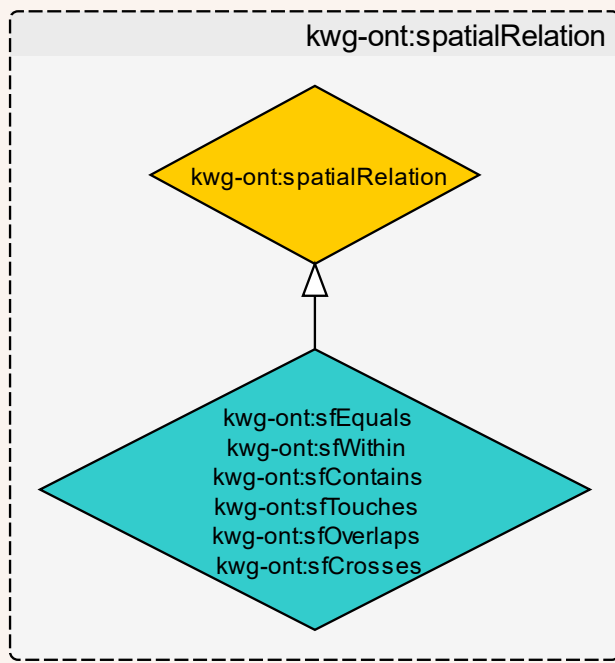 kwg-ont:spatialRelation
kwg-ont:spatialRelation
kwg-ont:sfEquals
kwg-ont:sfWithin
kwg-ont:sfContains
kwg-ont:sfTouches
kwg-ont:sfOverlaps
kwg-ont:sfCrosses